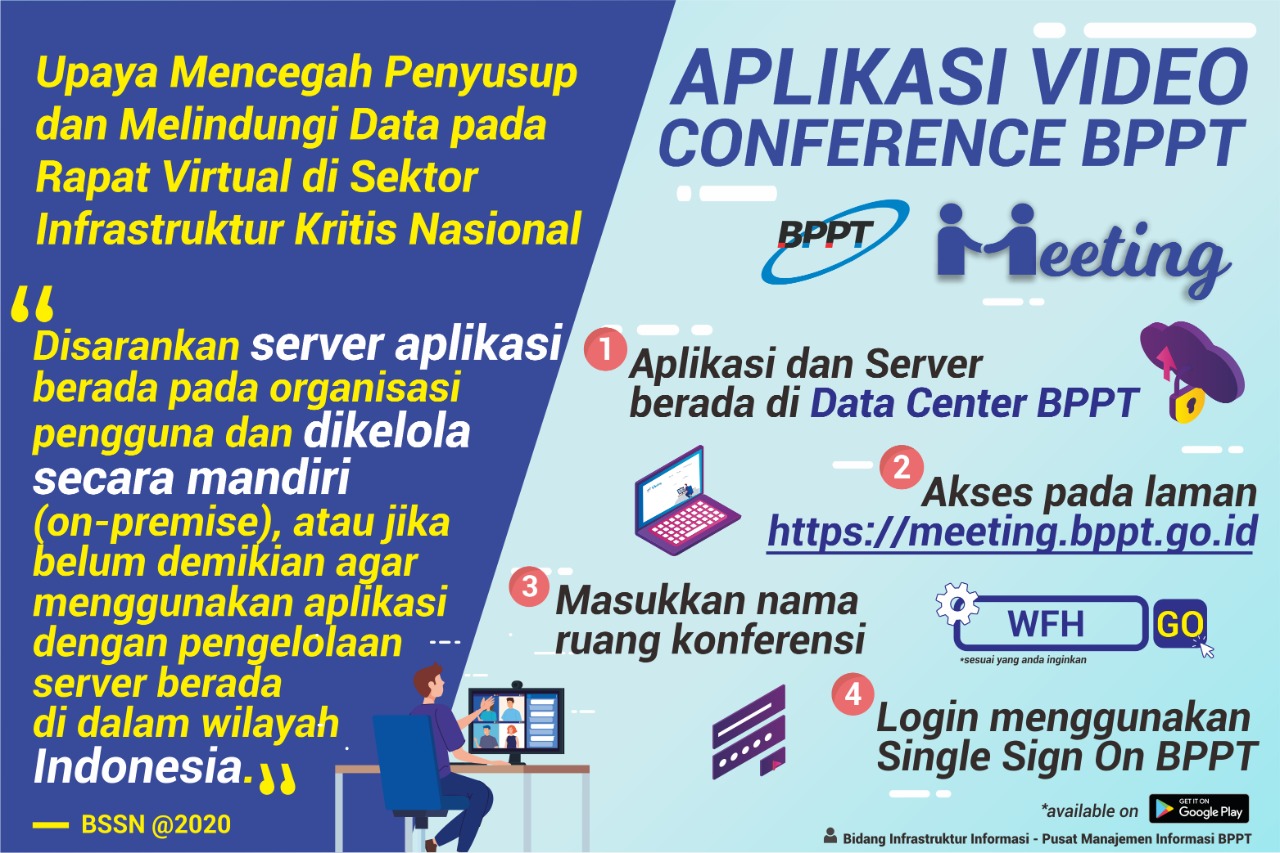 Upaya Mencegah Penyusup
dan Melindungi Data pada
Rapat Virtual di Sektor
Infrastruktur Kritis Nasional
“
Disarankan server aplikasi
berada pada organisasi
pengguna dan dikelola
secara mandiri
(on-premise), atau jika
belum demikian agar
menggunakan aplikasi
dengan pengelolaan
server berada
di dalam wilayah
Indonesia.”
BSSN @2020
APLIKASI VIDEO
CONFERENCE BPPT
BPPT
Meeting
1
Aplikasi dan Server
berada di Data Center BPPT
2
Akses pada laman
https://meeting.bppt.go.id
3
Masukkan nama
ruang konferensi
WFH GO
*sesuai yang anda inginkan
4
Login menggunakan
Single Sign On BPPT
*available on
GET IT ON
Google Play
Bidang Infrastruktur Informasi - Pusat Manajemen Informasi BPPT